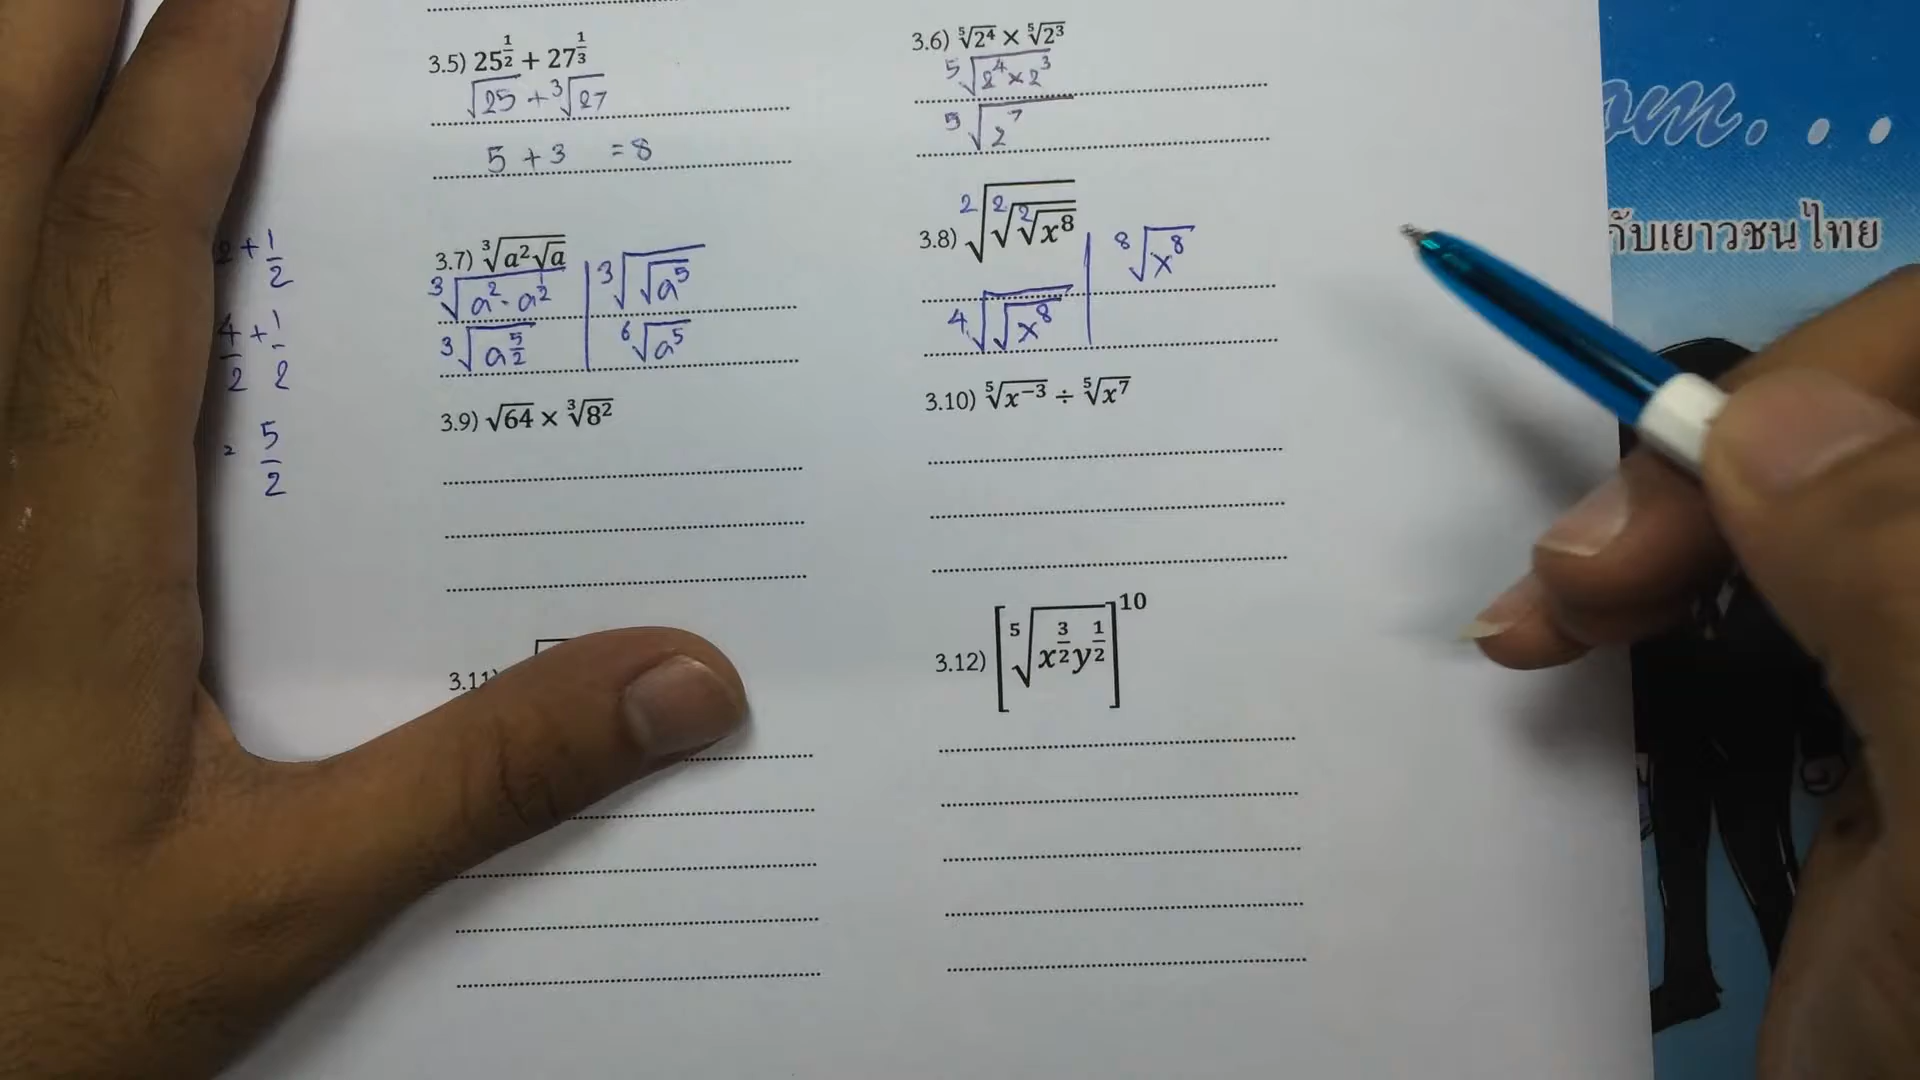 3.5) 25^{1/2} + 27^{1/3}
√25 + ³√27
5 + 3 = 8
3.6) ⁵√2⁴ × ⁵√2³
⁵√(2⁴ × 2³)
⁵√2⁷
2 + 1/2
4/2 + 1/2
= 5/2
3.7) ³√(a²√a)
³√(a² · a^{1/2})
³√(a^{5/2})
³√(√a⁵)
⁶√a⁵
3.8) ²√(²√(²√x⁸))
⁴√(√x⁸)
⁸√x⁸
3.9) √64 × ³√8²
3.10) ⁵√x⁻³ ÷ ⁵√x⁷
3.11)
3.12) [⁵√(x^{3/2}y^{1/2})]^{10}
om...
กับเยาวชนไทย